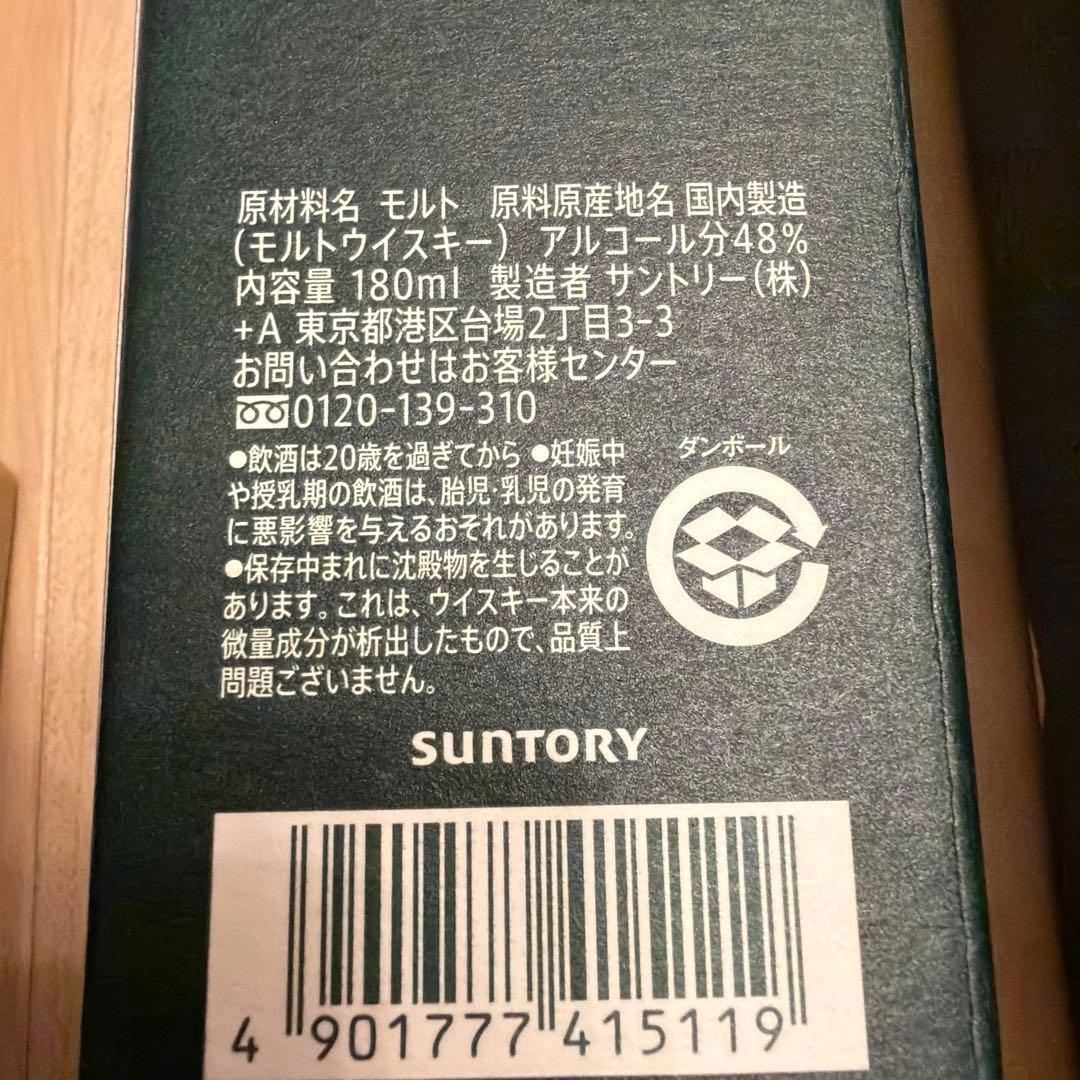 原材料名 モルト 原料原産地名 国内製造
(モルトウイスキー) アルコール分48%
内容量 180ml 製造者 サントリー(株)
+A 東京都港区台場2丁目3-3
お問い合わせはお客様センター
0120-139-310
●飲酒は20歳を過ぎてから ●妊娠中
や授乳期の飲酒は、胎児・乳児の発育
に悪影響を与えるおそれがあります。
●保存中まれに沈殿物を生じることが
あります。これは、ウイスキー本来の
微量成分が析出したもので、品質上
問題ございません。
ダンボール
SUNTORY
4 901777 415119